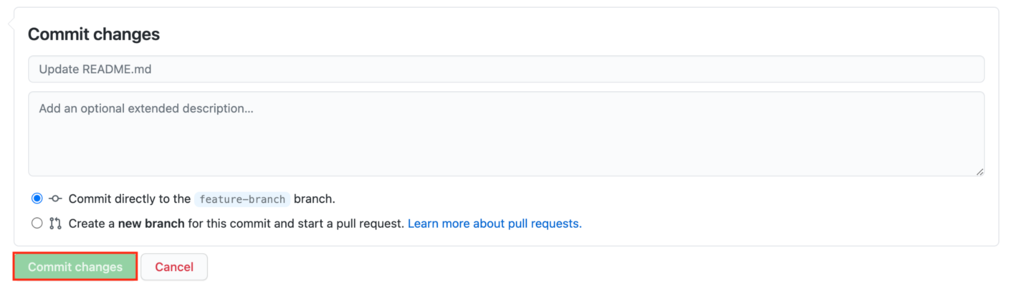 Commit changes
Update README.md
Add an optional extended description...
Commit directly to the feature-branch branch.
Create a new branch for this commit and start a pull request. Learn more about pull requests.
Commit changes Cancel